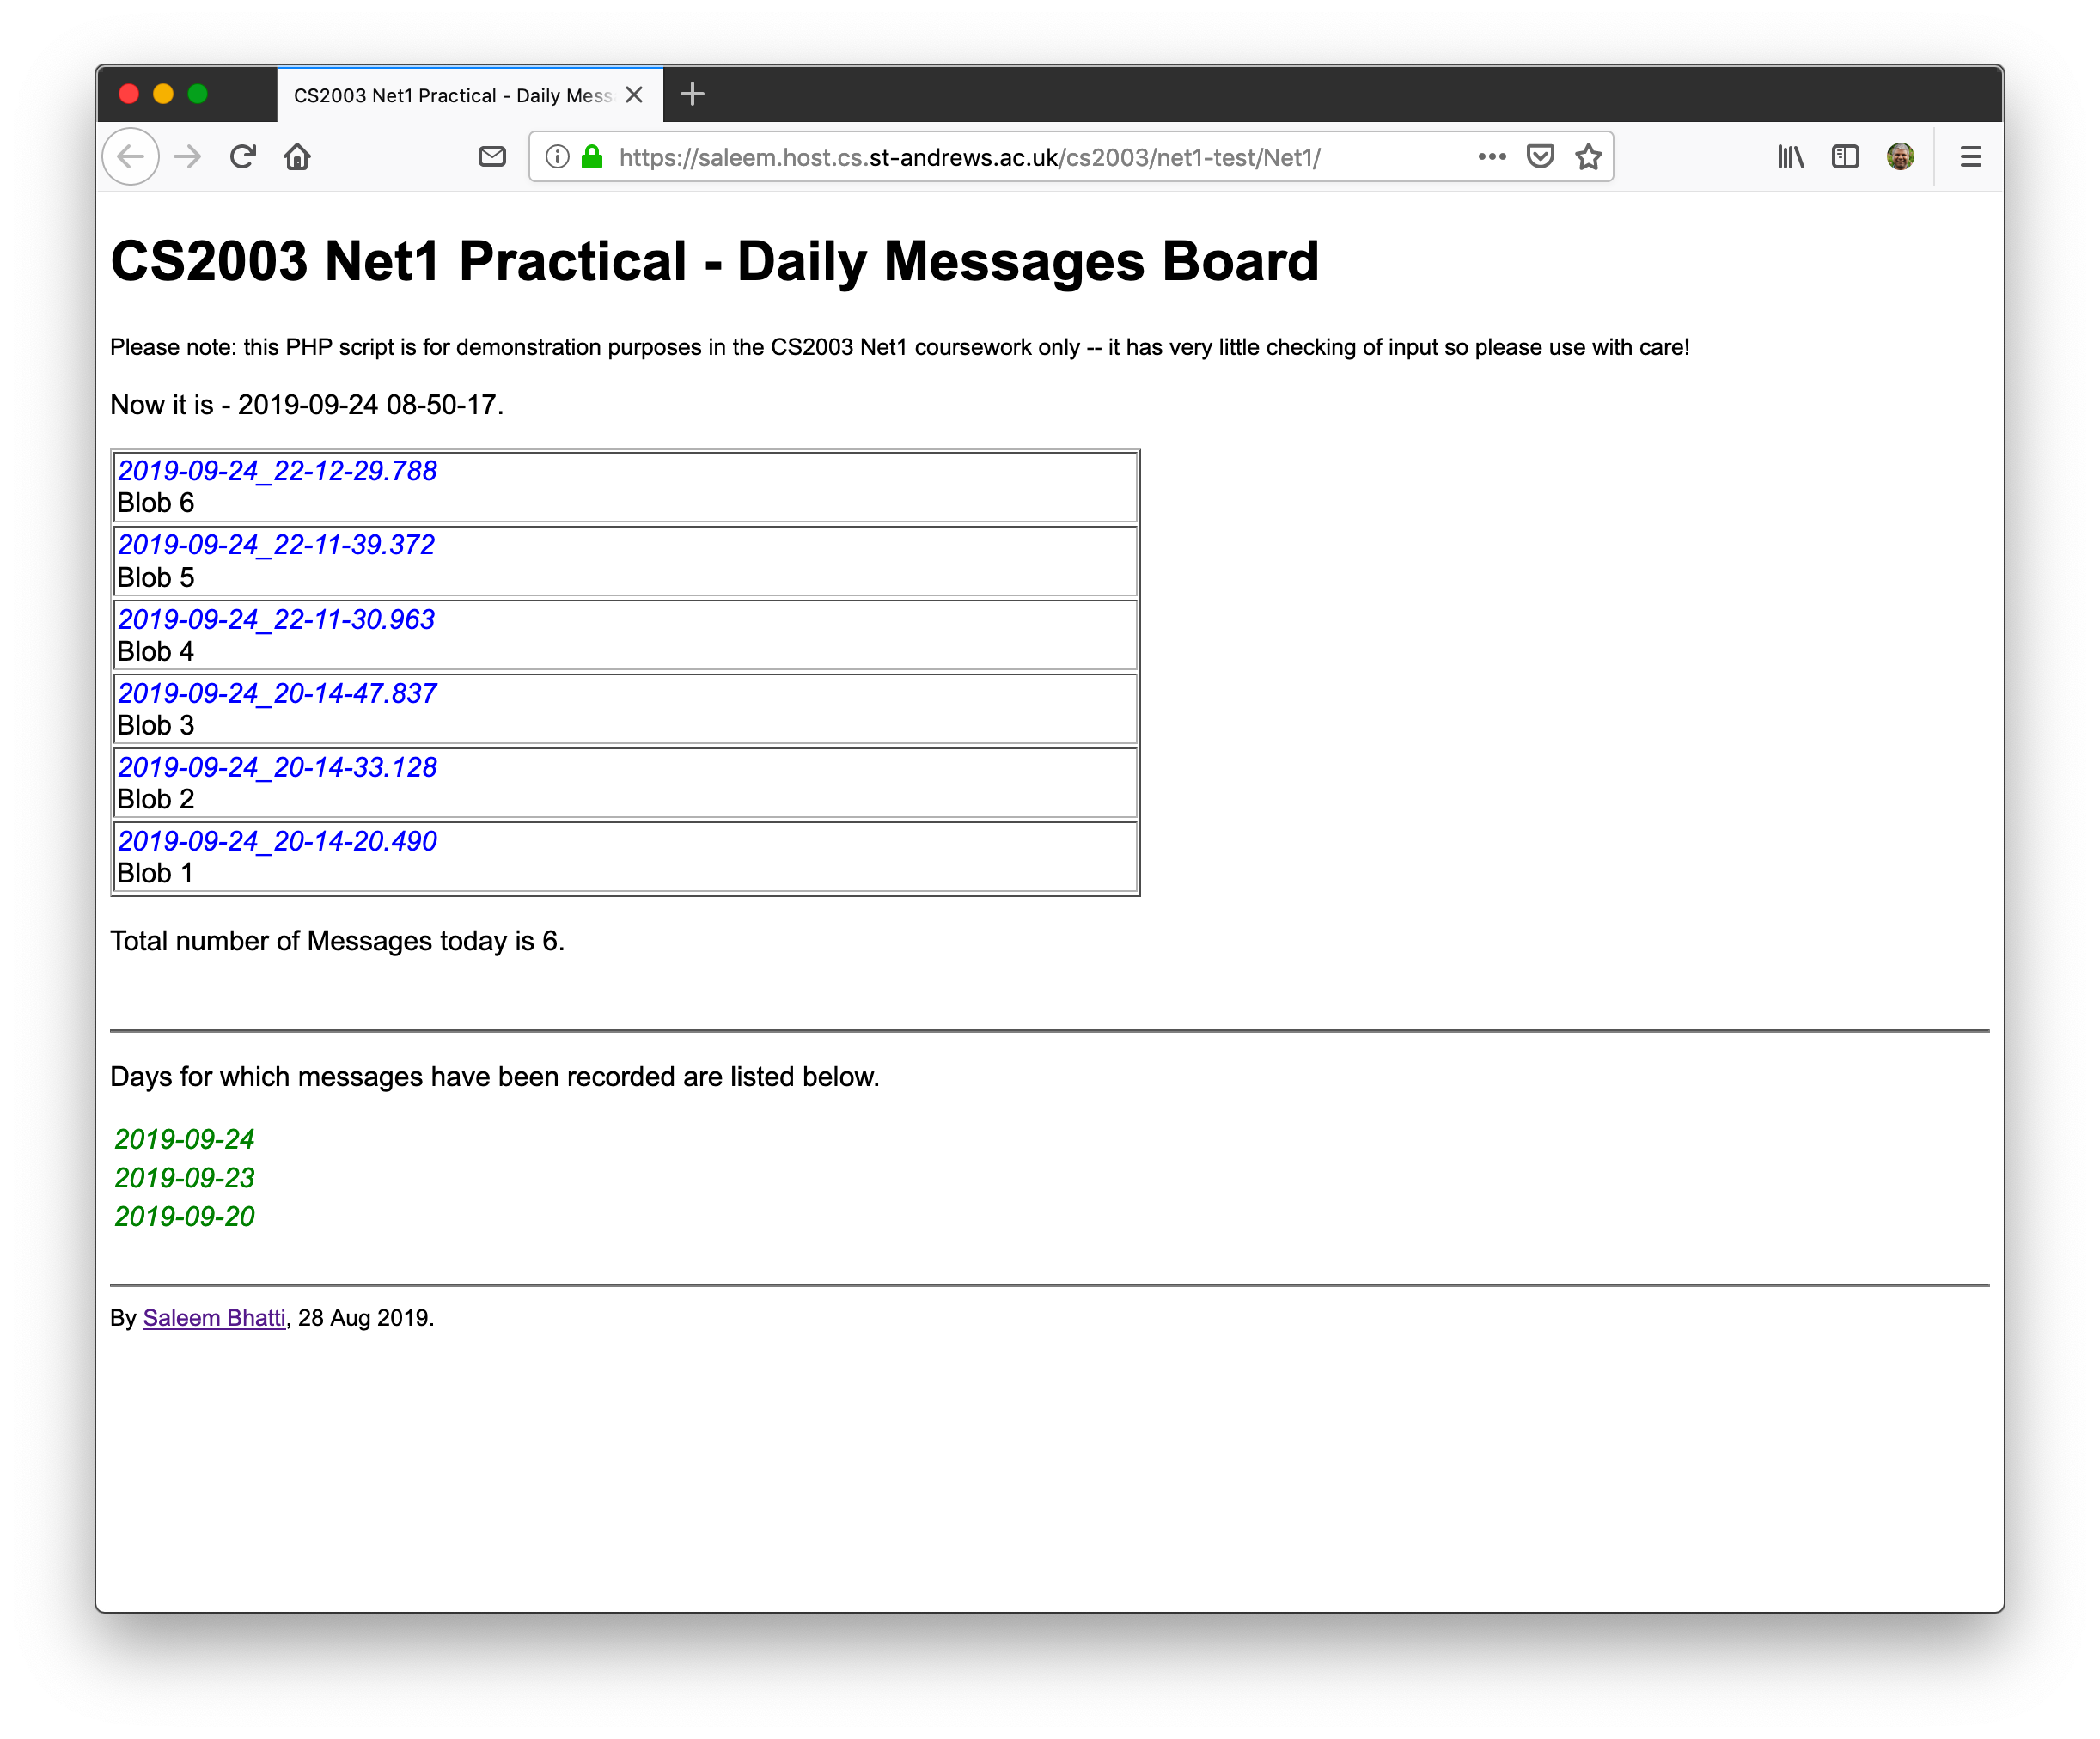 CS2003 Net1 Practical - Daily Mess
https://saleem.host.cs.st-andrews.ac.uk/cs2003/net1-test/Net1/
CS2003 Net1 Practical - Daily Messages Board
Please note: this PHP script is for demonstration purposes in the CS2003 Net1 coursework only -- it has very little checking of input so please use with care!
Now it is - 2019-09-24 08-50-17.
2019-09-24_22-12-29.788
Blob 6
2019-09-24_22-11-39.372
Blob 5
2019-09-24_22-11-30.963
Blob 4
2019-09-24_20-14-47.837
Blob 3
2019-09-24_20-14-33.128
Blob 2
2019-09-24_20-14-20.490
Blob 1
Total number of Messages today is 6.
Days for which messages have been recorded are listed below.
2019-09-24
2019-09-23
2019-09-20
By Saleem Bhatti, 28 Aug 2019.